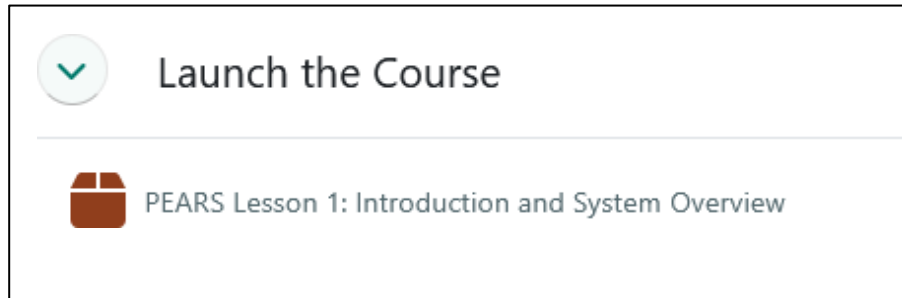 Launch the Course
PEARS Lesson 1: Introduction and System Overview